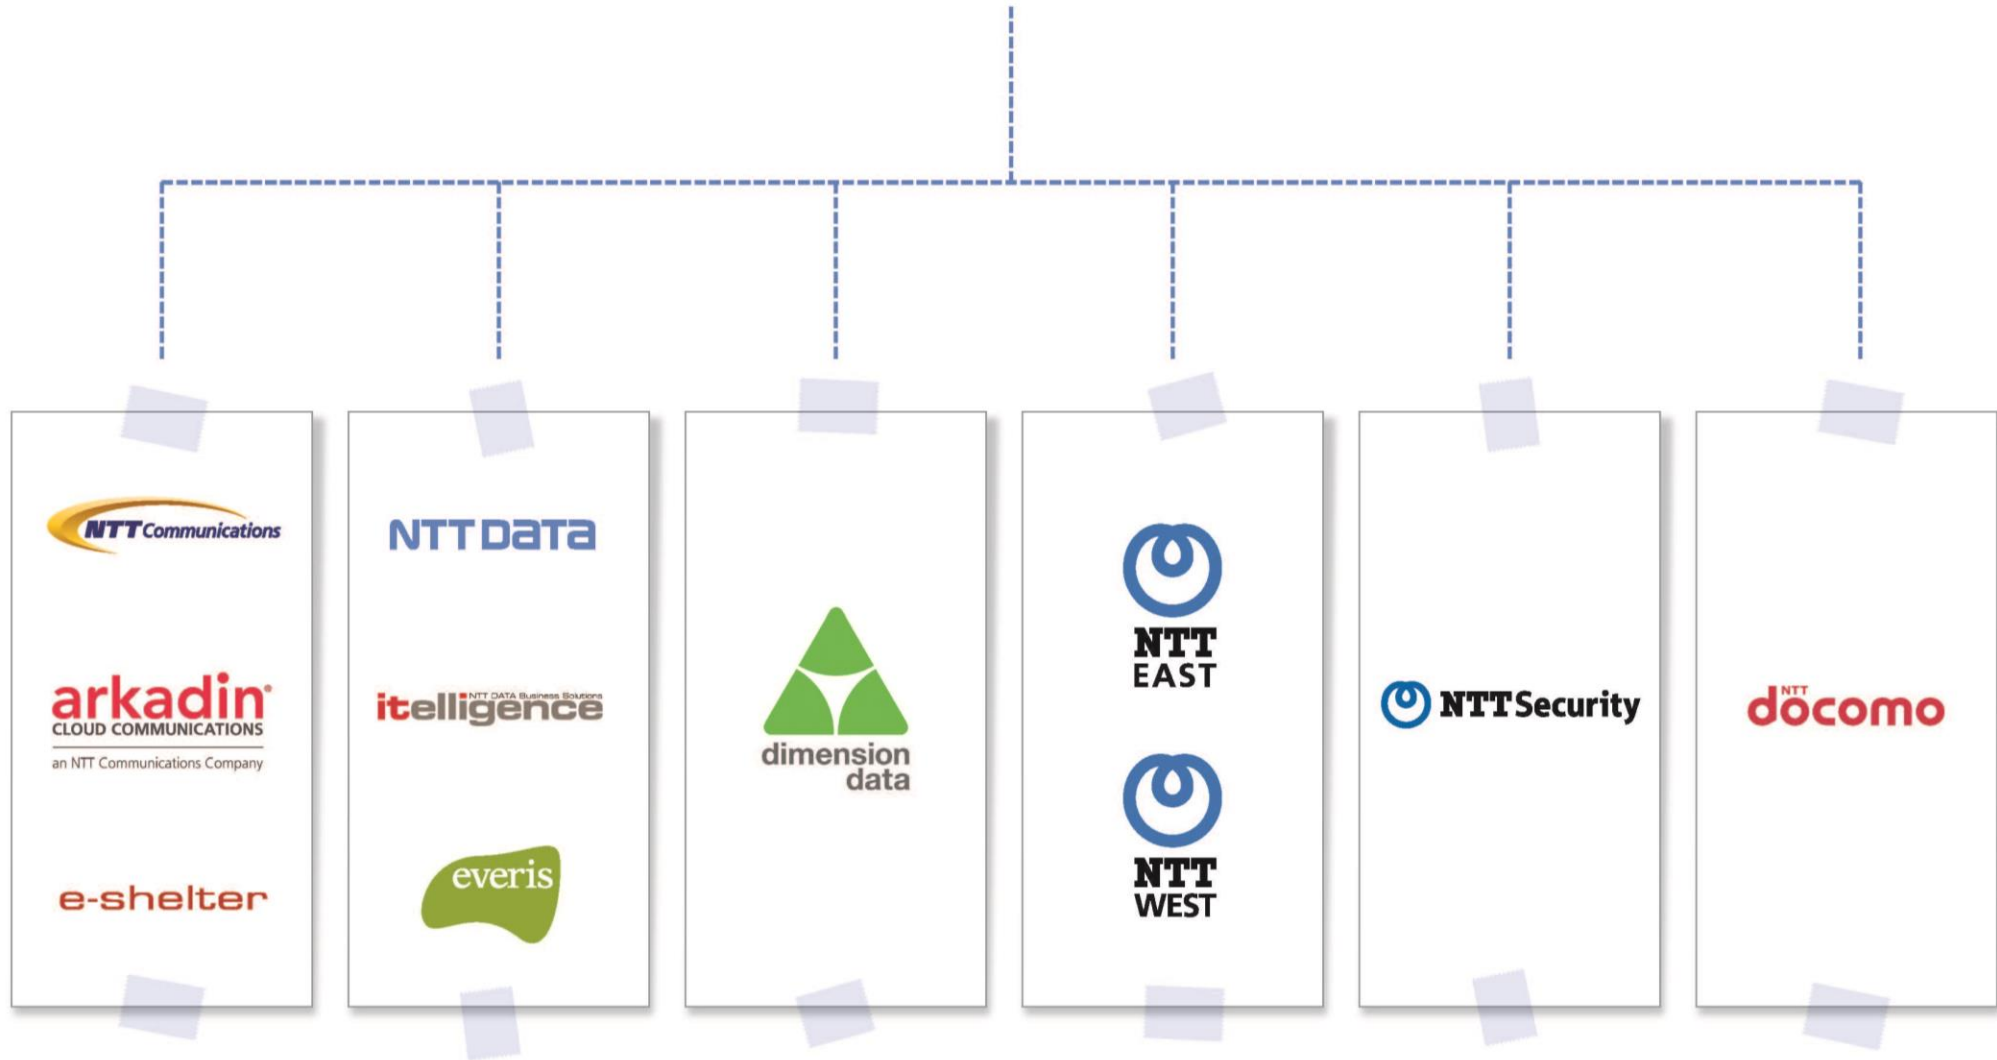 NTT Communications
arkadin®
CLOUD COMMUNICATIONS
an NTT Communications Company
e-shelter
NTT DATA
NTT DATA Business Solutions
itelligence
everis
dimension
data
NTT
EAST
NTT
WEST
NTT Security
NTT
docomo